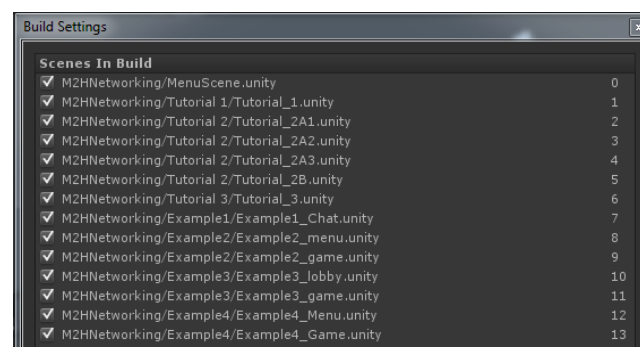 Build Settings
Scenes In Build
M2HNetworking/MenuScene.unity 0
M2HNetworking/Tutorial 1/Tutorial_1.unity 1
M2HNetworking/Tutorial 2/Tutorial_2A1.unity 2
M2HNetworking/Tutorial 2/Tutorial_2A2.unity 3
M2HNetworking/Tutorial 2/Tutorial_2A3.unity 4
M2HNetworking/Tutorial 2/Tutorial_2B.unity 5
M2HNetworking/Tutorial 3/Tutorial_3.unity 6
M2HNetworking/Example1/Example1_Chat.unity 7
M2HNetworking/Example2/Example2_menu.unity 8
M2HNetworking/Example2/Example2_game.unity 9
M2HNetworking/Example3/Example3_lobby.unity 10
M2HNetworking/Example3/Example3_game.unity 11
M2HNetworking/Example4/Example4_Menu.unity 12
M2HNetworking/Example4/Example4_Game.unity 13